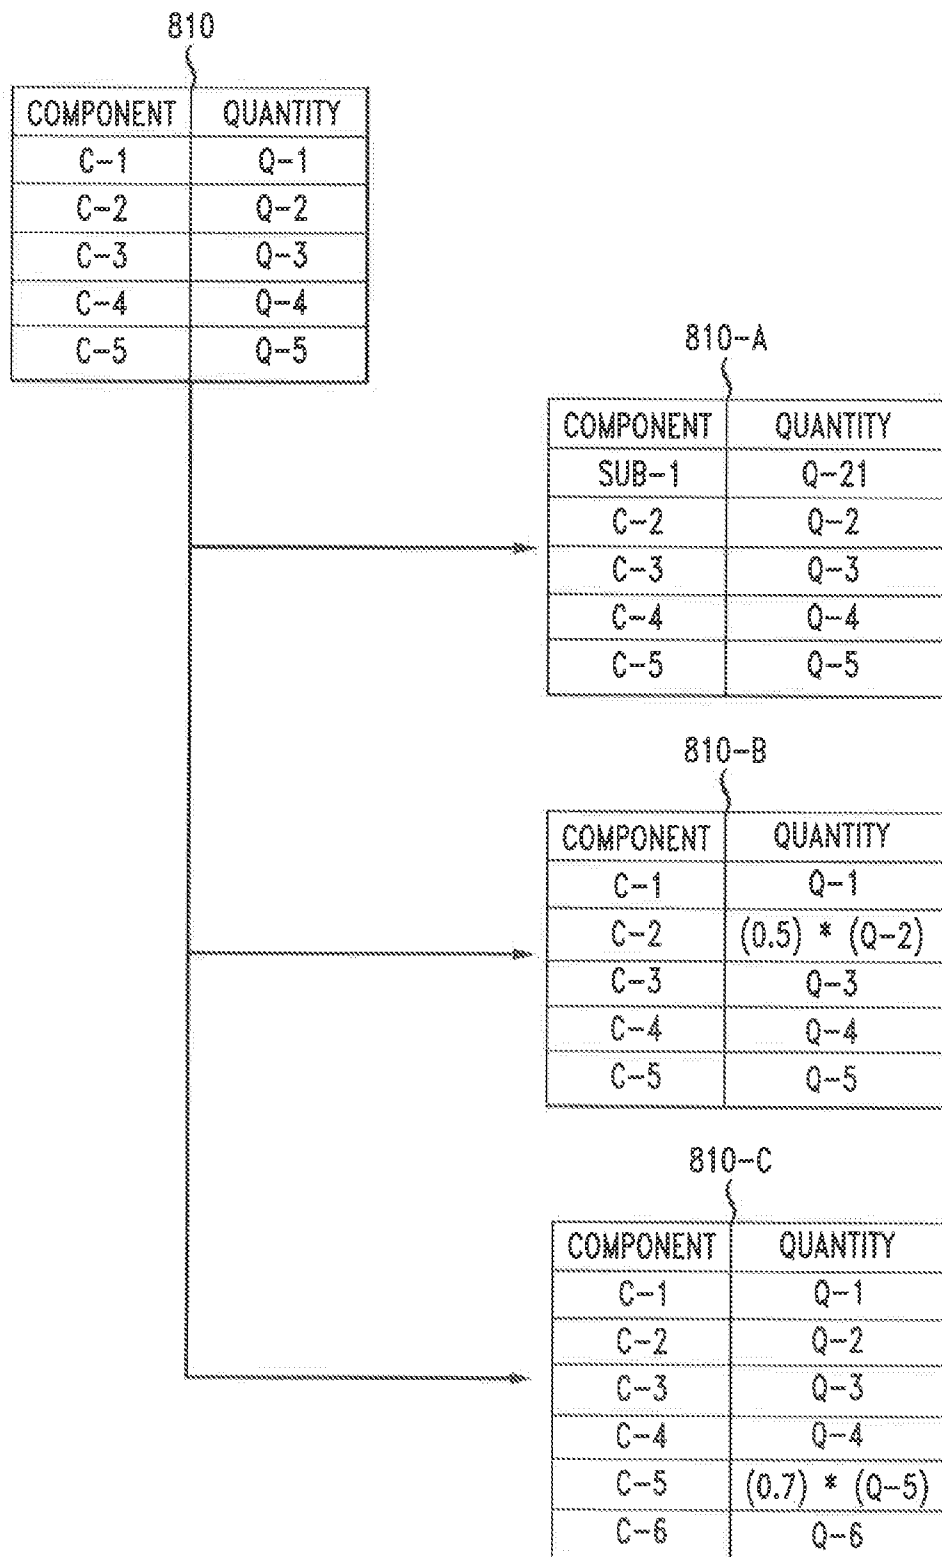 810
COMPONENT QUANTITY
C-1 Q-1
C-2 Q-2
C-3 Q-3
C-4 Q-4
C-5 Q-5
810-A
COMPONENT QUANTITY
SUB-1 Q-21
C-2 Q-2
C-3 Q-3
C-4 Q-4
C-5 Q-5
810-B
COMPONENT QUANTITY
C-1 Q-1
C-2 (0.5) * (Q-2)
C-3 Q-3
C-4 Q-4
C-5 Q-5
810-C
COMPONENT QUANTITY
C-1 Q-1
C-2 Q-2
C-3 Q-3
C-4 Q-4
C-5 (0.7) * (Q-5)
C-6 Q-6